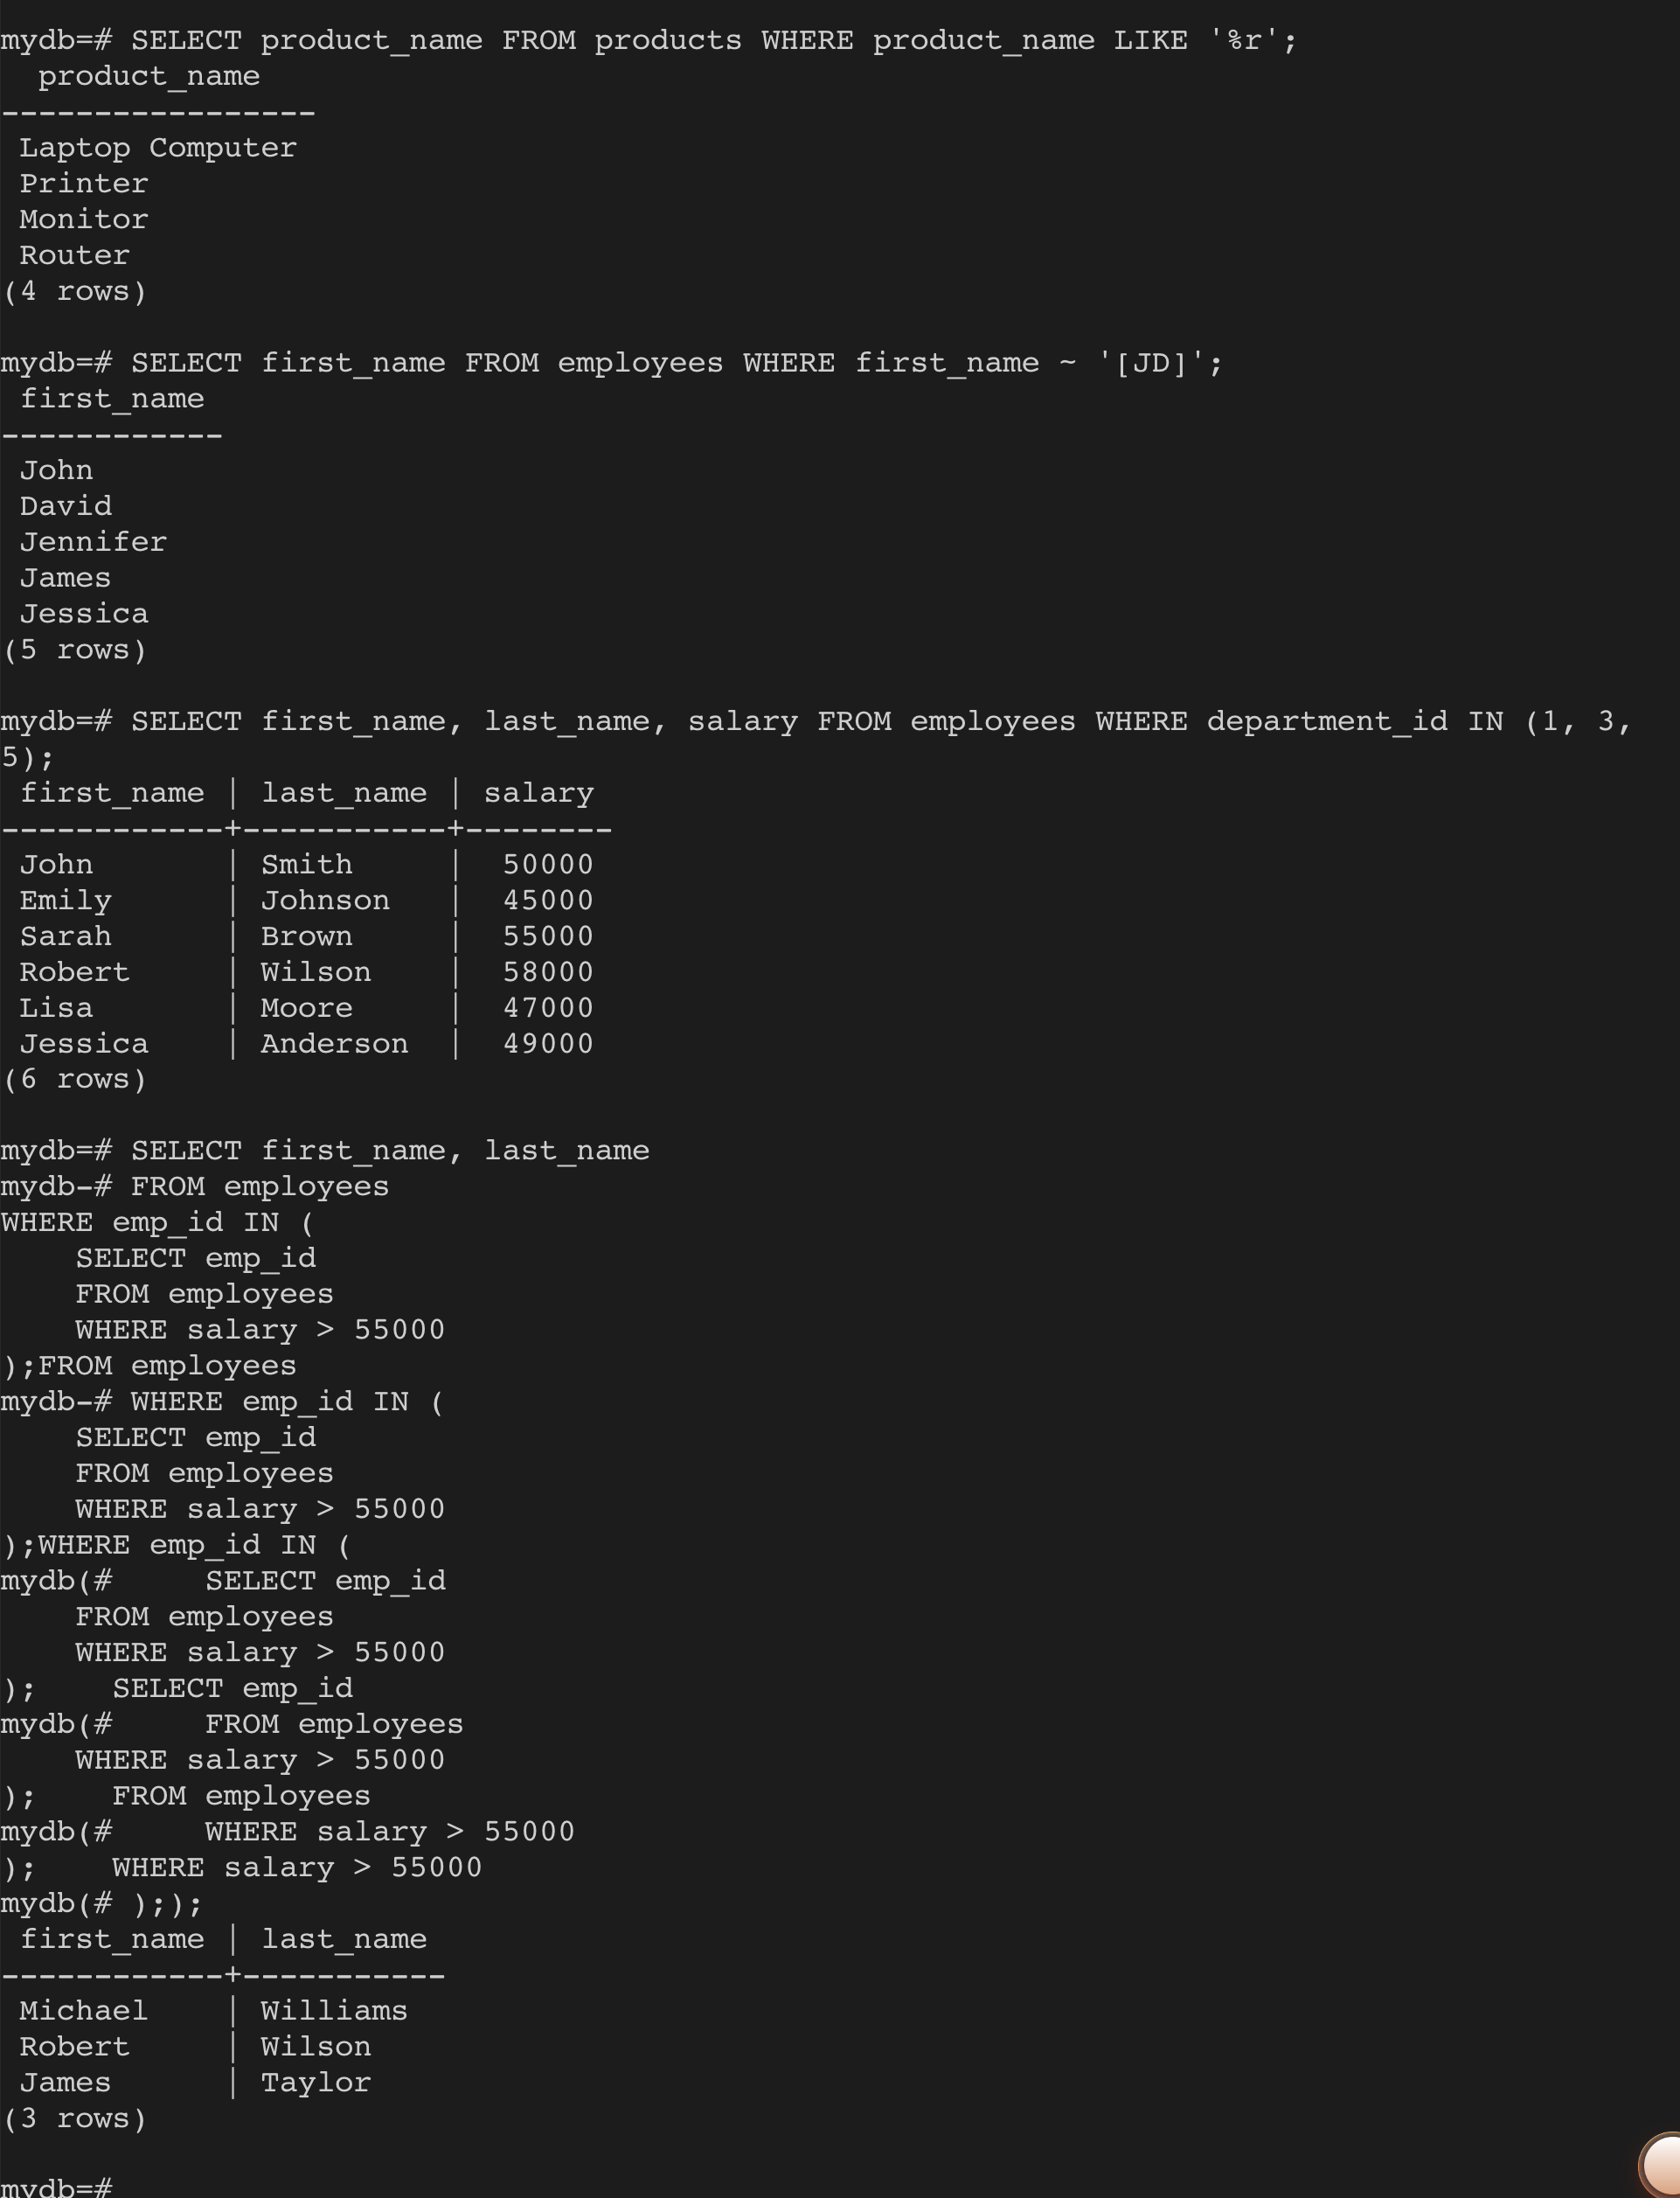 mydb=# SELECT product_name FROM products WHERE product_name LIKE '%r';
  product_name
-----------------
 Laptop Computer
 Printer
 Monitor
 Router
(4 rows)

mydb=# SELECT first_name FROM employees WHERE first_name ~ '[JD]';
 first_name
------------
 John
 David
 Jennifer
 James
 Jessica
(5 rows)

mydb=# SELECT first_name, last_name, salary FROM employees WHERE department_id IN (1, 3,
5);
 first_name | last_name | salary
------------+-----------+--------
 John       | Smith     |  50000
 Emily      | Johnson   |  45000
 Sarah      | Brown     |  55000
 Robert     | Wilson    |  58000
 Lisa       | Moore     |  47000
 Jessica    | Anderson  |  49000
(6 rows)

mydb=# SELECT first_name, last_name
mydb-# FROM employees
WHERE emp_id IN (
    SELECT emp_id
    FROM employees
    WHERE salary > 55000
);FROM employees
mydb-# WHERE emp_id IN (
    SELECT emp_id
    FROM employees
    WHERE salary > 55000
);WHERE emp_id IN (
mydb(#     SELECT emp_id
    FROM employees
    WHERE salary > 55000
);    SELECT emp_id
mydb(#     FROM employees
    WHERE salary > 55000
);    FROM employees
mydb(#     WHERE salary > 55000
);    WHERE salary > 55000
mydb(# ););
 first_name | last_name
------------+-----------
 Michael    | Williams
 Robert     | Wilson
 James      | Taylor
(3 rows)

mydb=#